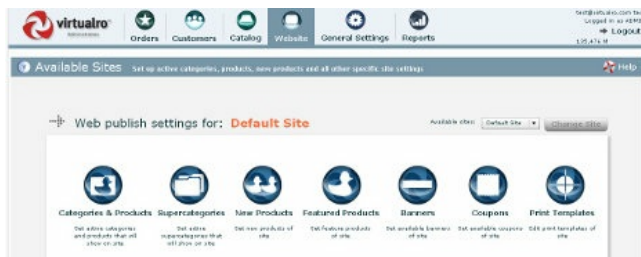 virtualro
Orders Customers Catalog Website General Settings Reports
Logout
Available Sites Set up active categories, products, new products and all other specific site settings
Help
Web publish settings for: Default Site
Available sites: Default Site Change Site
Categories & Products Supercategories New Products Featured Products Banners Coupons Print Templates
Set active categories and products that will show on site
Set active supercategories that will show on site
Set new products of site
Set feature products of site
Set available banners of site
Set available coupons of site
Edit print templates of site